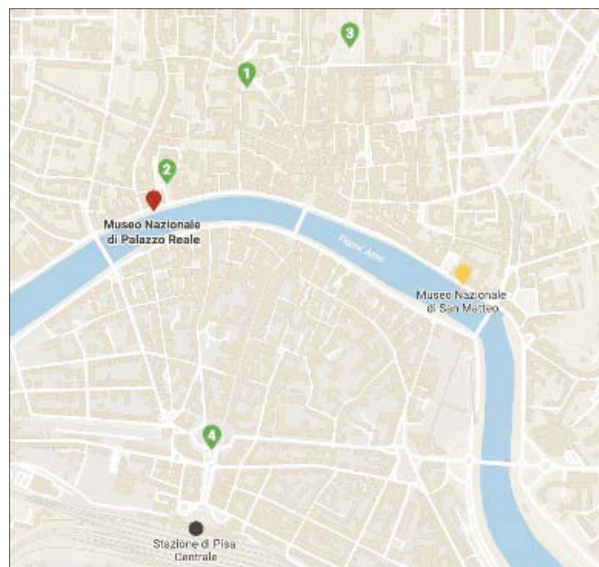 3
1
2
Museo Nazionale
di Palazzo Reale
Fiume Arno
Museo Nazionale
di San Matteo
4
Stazione di Pisa
Centrale